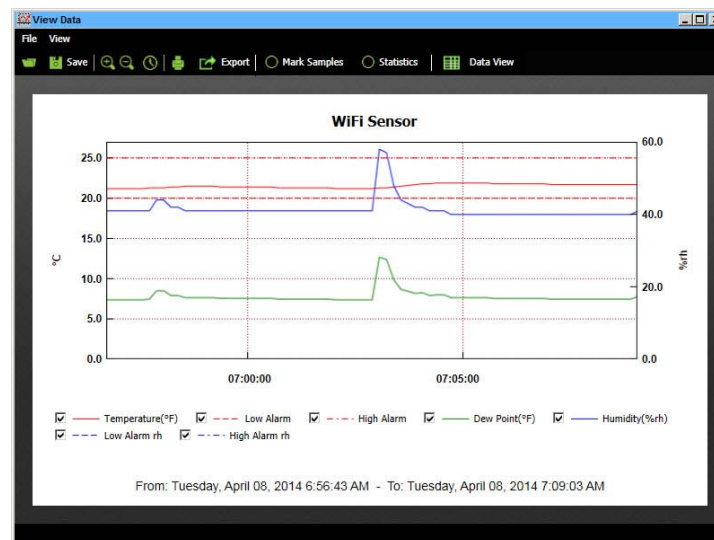 View Data
File View
Save Export Mark Samples Statistics Data View
WiFi Sensor
60.0
25.0
20.0
40.0
15.0
°C
%rh
10.0
20.0
5.0
0.0
0.0
07:00:00 07:05:00
Temperature(°F) Low Alarm High Alarm Dew Point(°F) Humidity(%rh)
Low Alarm rh High Alarm rh
From: Tuesday, April 08, 2014 6:56:43 AM - To: Tuesday, April 08, 2014 7:09:03 AM